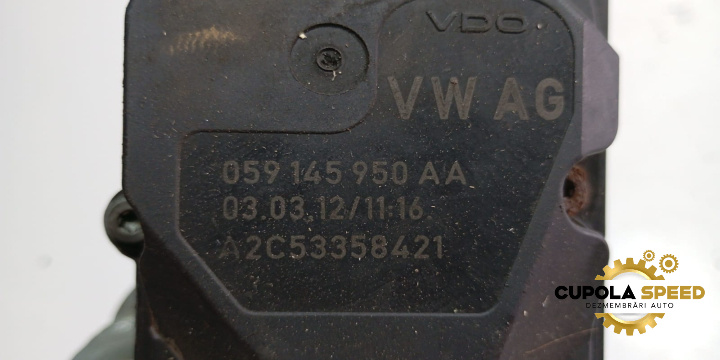 VDO
VW AG
059 145 950 AA
03.03.12/11:16
A2C53358421
CUPOLA SPEED
DEZMEMBRĂRI AUTO